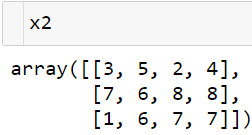 x2
array([[3, 5, 2, 4],
[7, 6, 8, 8],
[1, 6, 7, 7]])